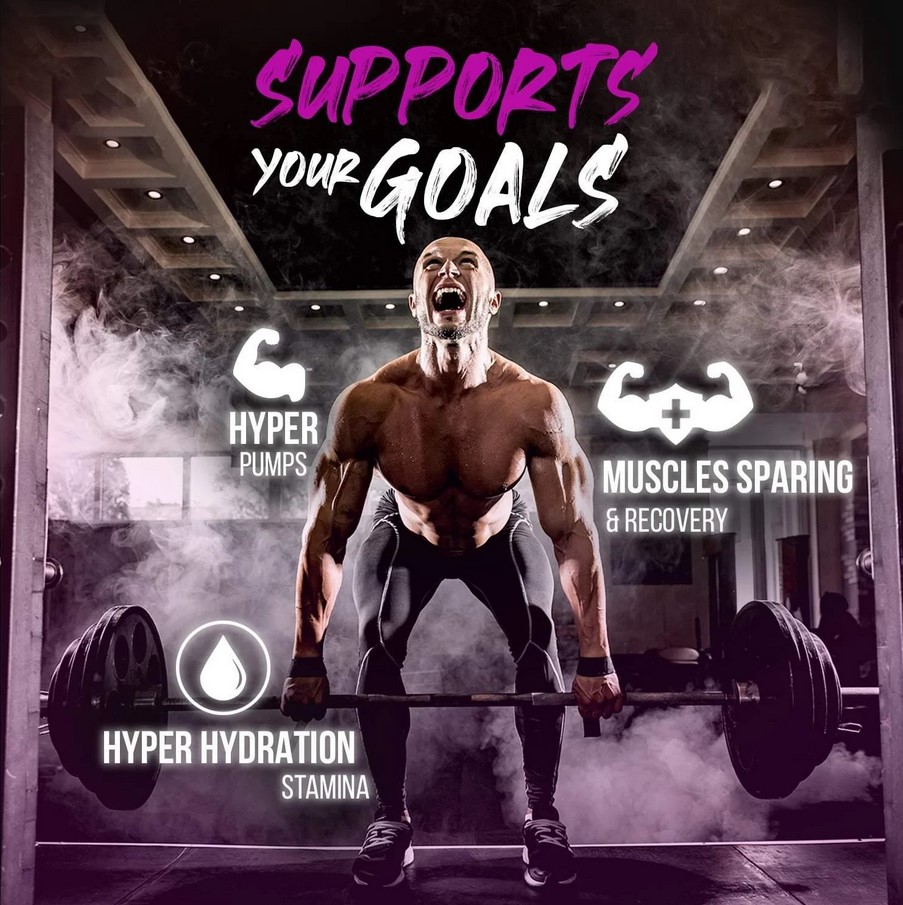 SUPPORTS
YOUR GOALS
HYPER
PUMPS
MUSCLES SPARING
& RECOVERY
HYPER HYDRATION
STAMINA